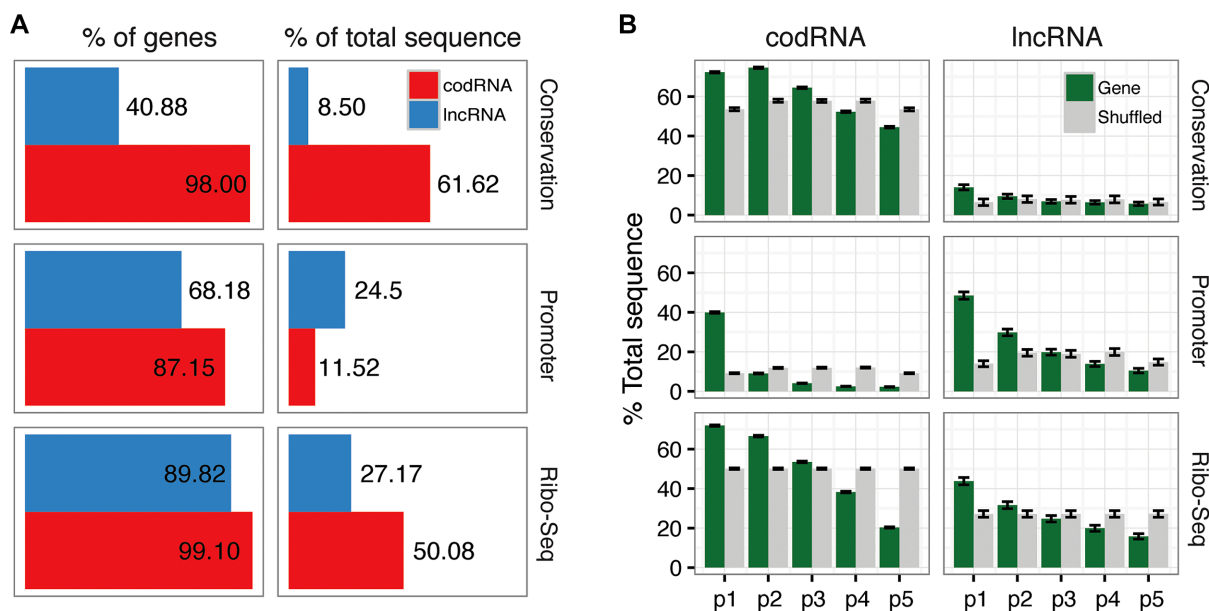 A
% of genes
% of total sequence
40.88
98.00
8.50
61.62
codRNA
lncRNA
Conservation
68.18
87.15
24.5
11.52
Promoter
89.82
99.10
27.17
50.08
Ribo-Seq
B
codRNA
lncRNA
% Total sequence
60
40
20
0
Gene
Shuffled
Conservation
60
40
20
0
Promoter
60
40
20
0
Ribo-Seq
p1 p2 p3 p4 p5
p1 p2 p3 p4 p5